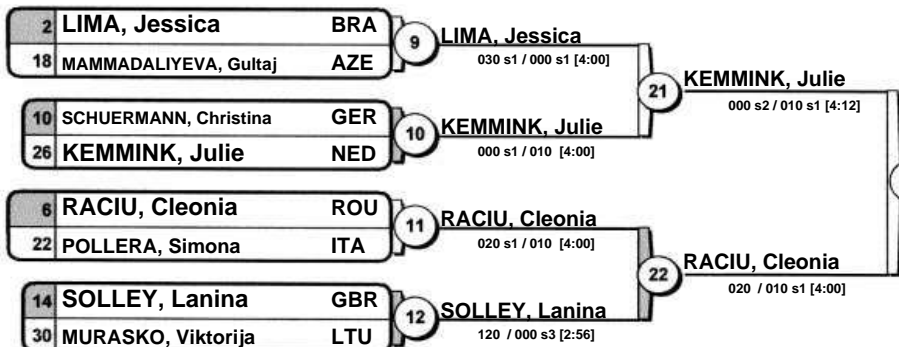 2 LIMA, Jessica BRA
18 MAMMADALIYEVA, Gultaj AZE
9
LIMA, Jessica
030 s1 / 000 s1 [4:00]
10 SCHUERMANN, Christina GER
26 KEMMINK, Julie NED
10
KEMMINK, Julie
000 s1 / 010 [4:00]
21
KEMMINK, Julie
000 s2 / 010 s1 [4:12]
6 RACIU, Cleonia ROU
22 POLLERA, Simona ITA
11
RACIU, Cleonia
020 s1 / 010 [4:00]
14 SOLLEY, Lanina GBR
30 MURASKO, Viktorija LTU
12
SOLLEY, Lanina
120 / 000 s3 [2:56]
22
RACIU, Cleonia
020 / 010 s1 [4:00]